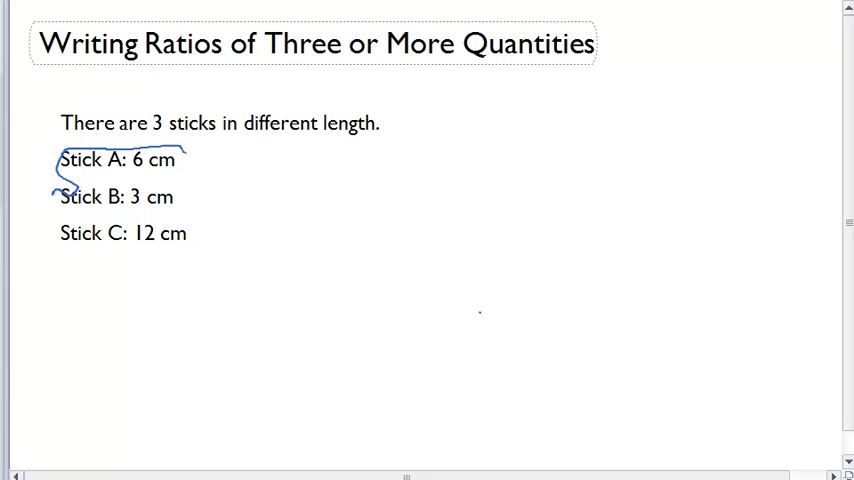 Writing Ratios of Three or More Quantities
There are 3 sticks in different length.
Stick A: 6 cm
Stick B: 3 cm
Stick C: 12 cm